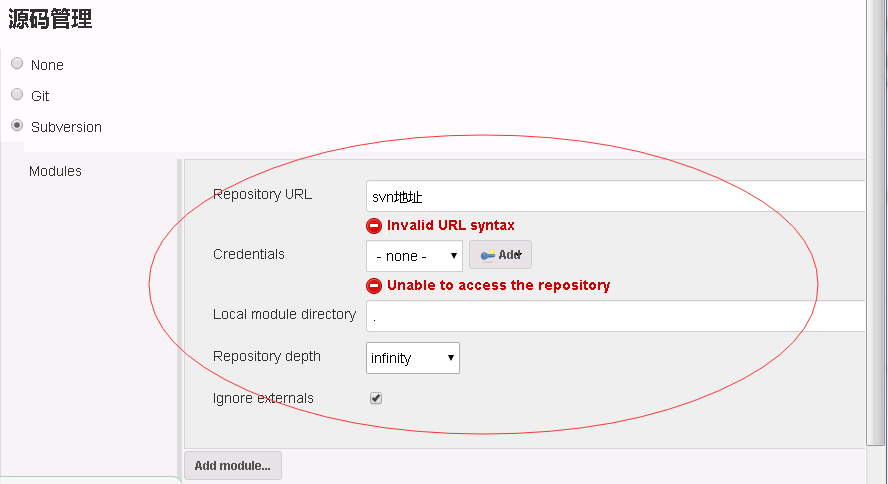 源码管理
None
Git
Subversion
Modules
Repository URL svn地址
Invalid URL syntax
Credentials - none - Add
Unable to access the repository
Local module directory .
Repository depth infinity
Ignore externals
Add module...